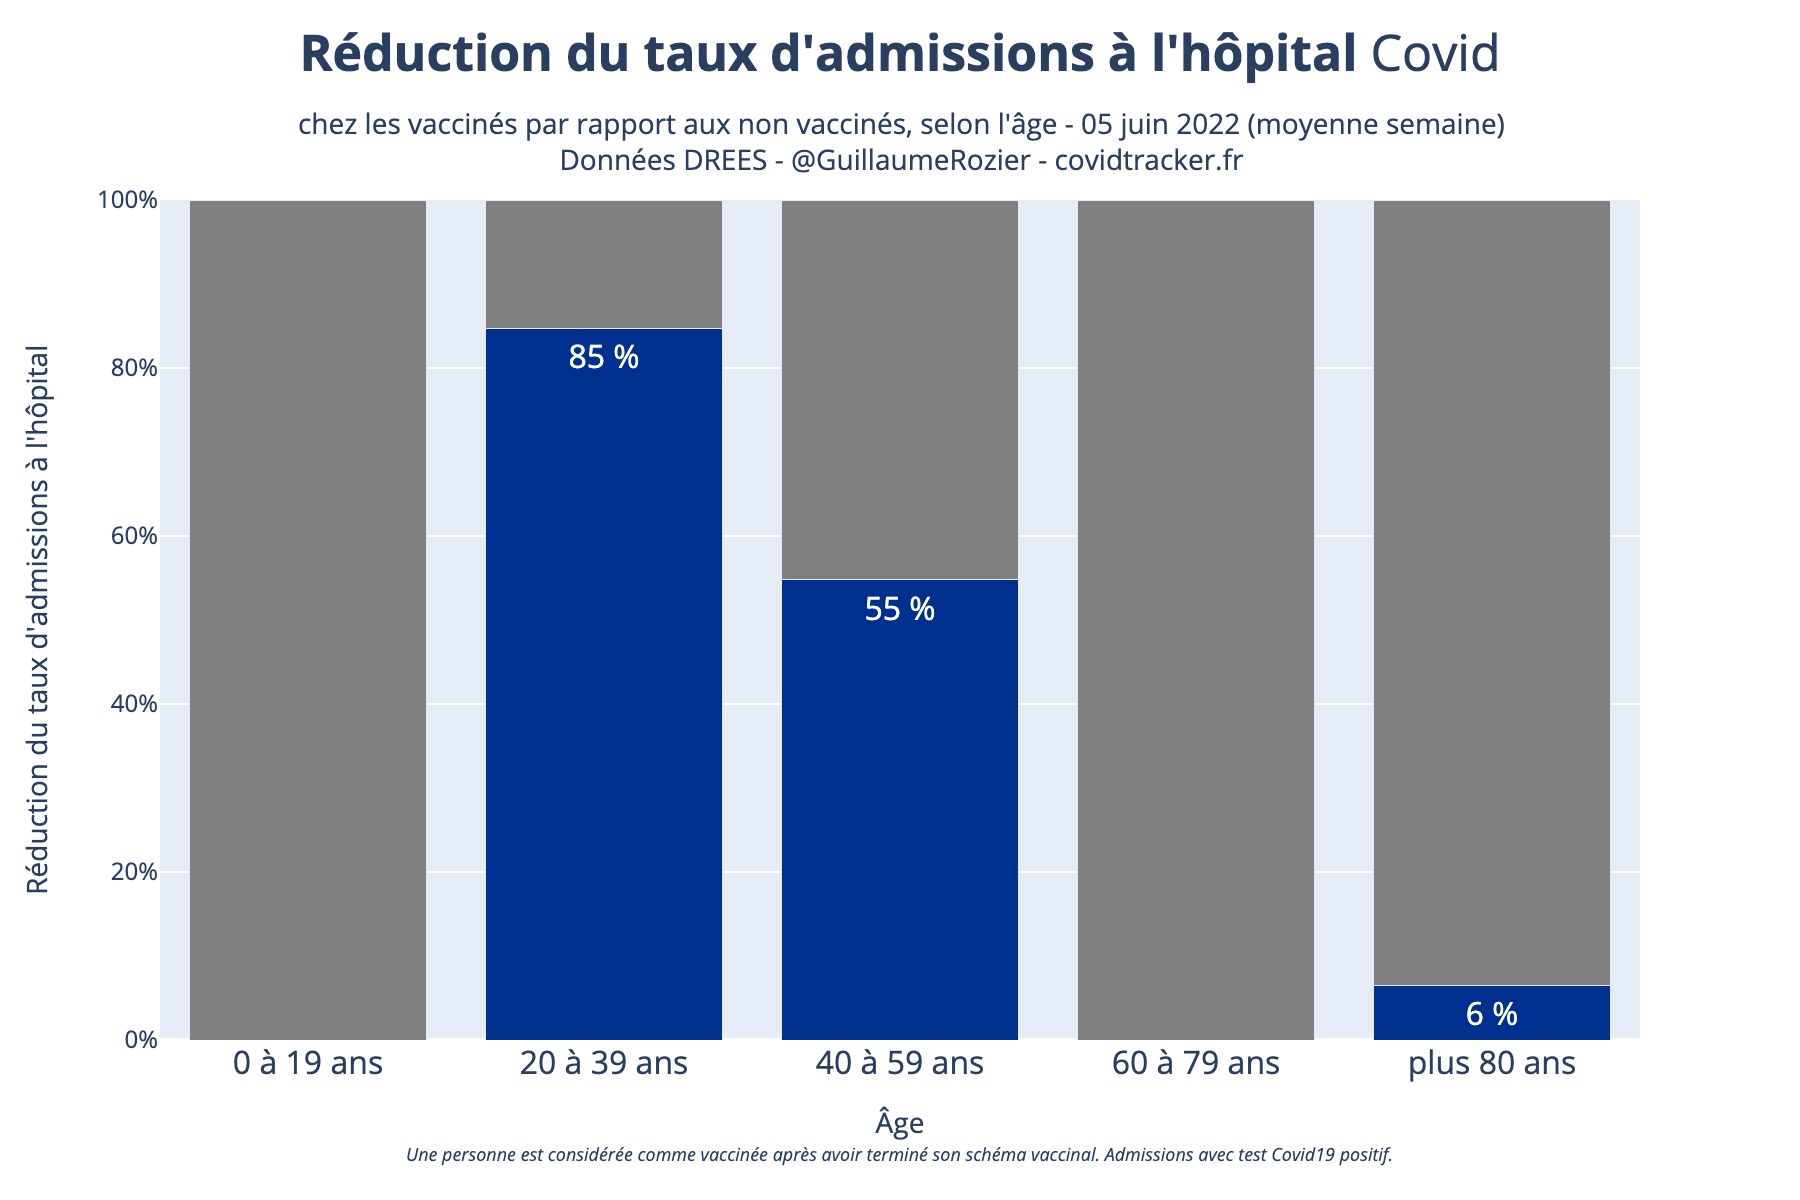 Réduction du taux d'admissions à l'hôpital Covid
chez les vaccinés par rapport aux non vaccinés, selon l'âge - 05 juin 2022 (moyenne semaine)
Données DREES - @GuillaumeRozier - covidtracker.fr
Réduction du taux d'admissions à l'hôpital
100%
80%
60%
40%
20%
0%
85 %
55 %
6 %
0 à 19 ans
20 à 39 ans
40 à 59 ans
60 à 79 ans
plus 80 ans
Âge
Une personne est considérée comme vaccinée après avoir terminé son schéma vaccinal. Admissions avec test Covid19 positif.